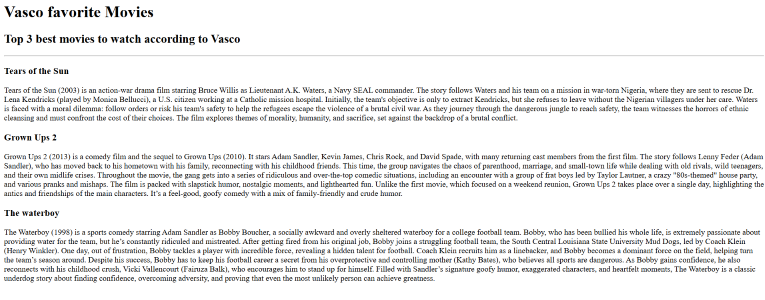 Vasco favorite Movies
Top 3 best movies to watch according to Vasco
Tears of the Sun
Tears of the Sun (2003) is an action-war drama film starring Bruce Willis as Lieutenant A.K. Waters, a Navy SEAL commander. The story follows Waters and his team on a mission in war-torn Nigeria, where they are sent to rescue Dr.
Lena Kendricks (played by Monica Bellucci), a U.S. citizen working at a Catholic mission hospital. Initially, the team's objective is only to extract Kendricks, but she refuses to leave without the Nigerian villagers under her care. Waters
is faced with a moral dilemma: follow orders or risk his team's safety to help the refugees escape the violence of a brutal civil war. As they journey through the dangerous jungle to reach safety, the team witnesses the horrors of ethnic
cleansing and must confront the cost of their choices. The film explores themes of morality, humanity, and sacrifice, set against the backdrop of a brutal conflict.
Grown Ups 2
Grown Ups 2 (2013) is a comedy film and the sequel to Grown Ups (2010). It stars Adam Sandler, Kevin James, Chris Rock, and David Spade, with many returning cast members from the first film. The story follows Lenny Feder (Adam
Sandler), who has moved back to his hometown with his family, reconnecting with his childhood friends. This time, the group navigates the chaos of parenthood, marriage, and small-town life while dealing with old rivals, wild teenagers,
and their own midlife crises. Throughout the movie, the gang gets into a series of ridiculous and over-the-top comedic situations, including an encounter with a group of frat boys led by Taylor Lautner, a crazy "80s-themed" house party,
and various pranks and mishaps. The film is packed with slapstick humor, nostalgic moments, and lighthearted fun. Unlike the first movie, which focused on a weekend reunion, Grown Ups 2 takes place over a single day, highlighting the
antics and friendships of the main characters. It's a feel-good, goofy comedy with a mix of family-friendly and crude humor.
The waterboy
The Waterboy (1998) is a sports comedy starring Adam Sandler as Bobby Boucher, a socially awkward and overly sheltered waterboy for a college football team. Bobby, who has been bullied his whole life, is extremely passionate about
providing water for the team, but he's constantly ridiculed and mistreated. After getting fired from his original job, Bobby joins a struggling football team, the South Central Louisiana State University Mud Dogs, led by Coach Klein
(Henry Winkler). One day, out of frustration, Bobby tackles a player with incredible force, revealing a hidden talent for football. Coach Klein recruits him as a linebacker, and Bobby becomes a dominant force on the field, helping turn
the team's season around. Despite his success, Bobby has to keep his football career a secret from his overprotective and controlling mother (Kathy Bates), who believes all sports are dangerous. As Bobby gains confidence, he also
reconnects with his childhood crush, Vicki Vallencourt (Fairuza Balk), who encourages him to stand up for himself. Filled with Sandler's signature goofy humor, exaggerated characters, and heartfelt moments, The Waterboy is a classic
underdog story about finding confidence, overcoming adversity, and proving that even the most unlikely person can achieve greatness.